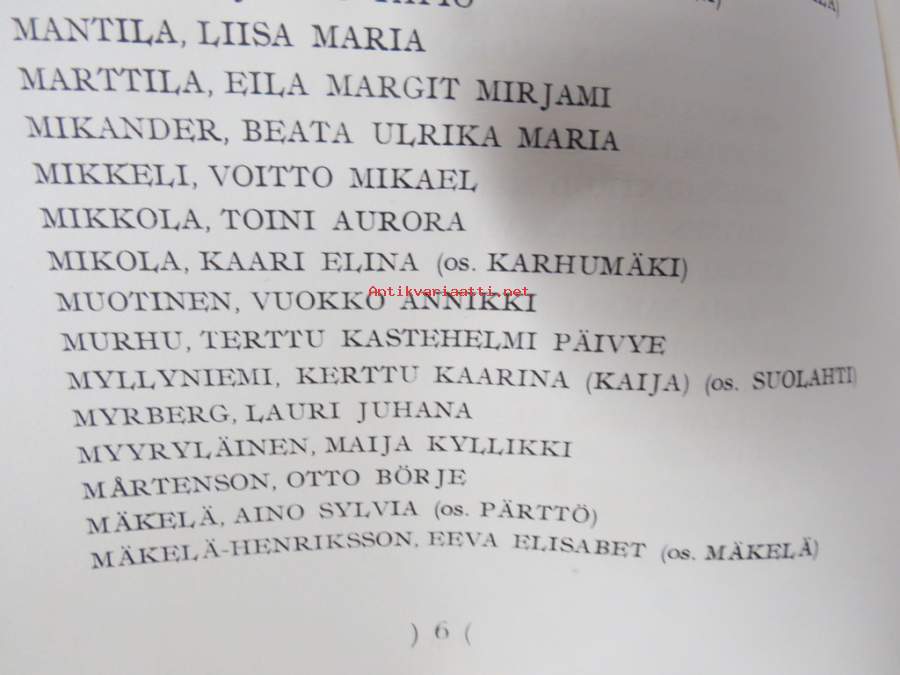 MANTILA, LIISA MARIA
MARTTILA, EILA MARGIT MIRJAMI
MIKANDER, BEATA ULRIKA MARIA
MIKKELI, VOITTO MIKAEL
MIKKOLA, TOINI AURORA
MIKOLA, KAARI ELINA (os. KARHUMÄKI)
Antikvariaatti.net
MUOTINEN, VUOKKO ANNIKKI
MURHU, TERTTU KASTEHELMI PÄIVYE
MYLLYNIEMI, KERTTU KAARINA (KAIJA) (os. SUOLAHTI)
MYRBERG, LAURI JUHANA
MYYRYLÄINEN, MAIJA KYLLIKKI
MÅRTENSON, OTTO BÖRJE
MÄKELÄ, AINO SYLVIA (os. PÄRTTÖ)
MÄKELÄ-HENRIKSSON, EEVA ELISABET (os. MÄKELÄ)
) 6 (